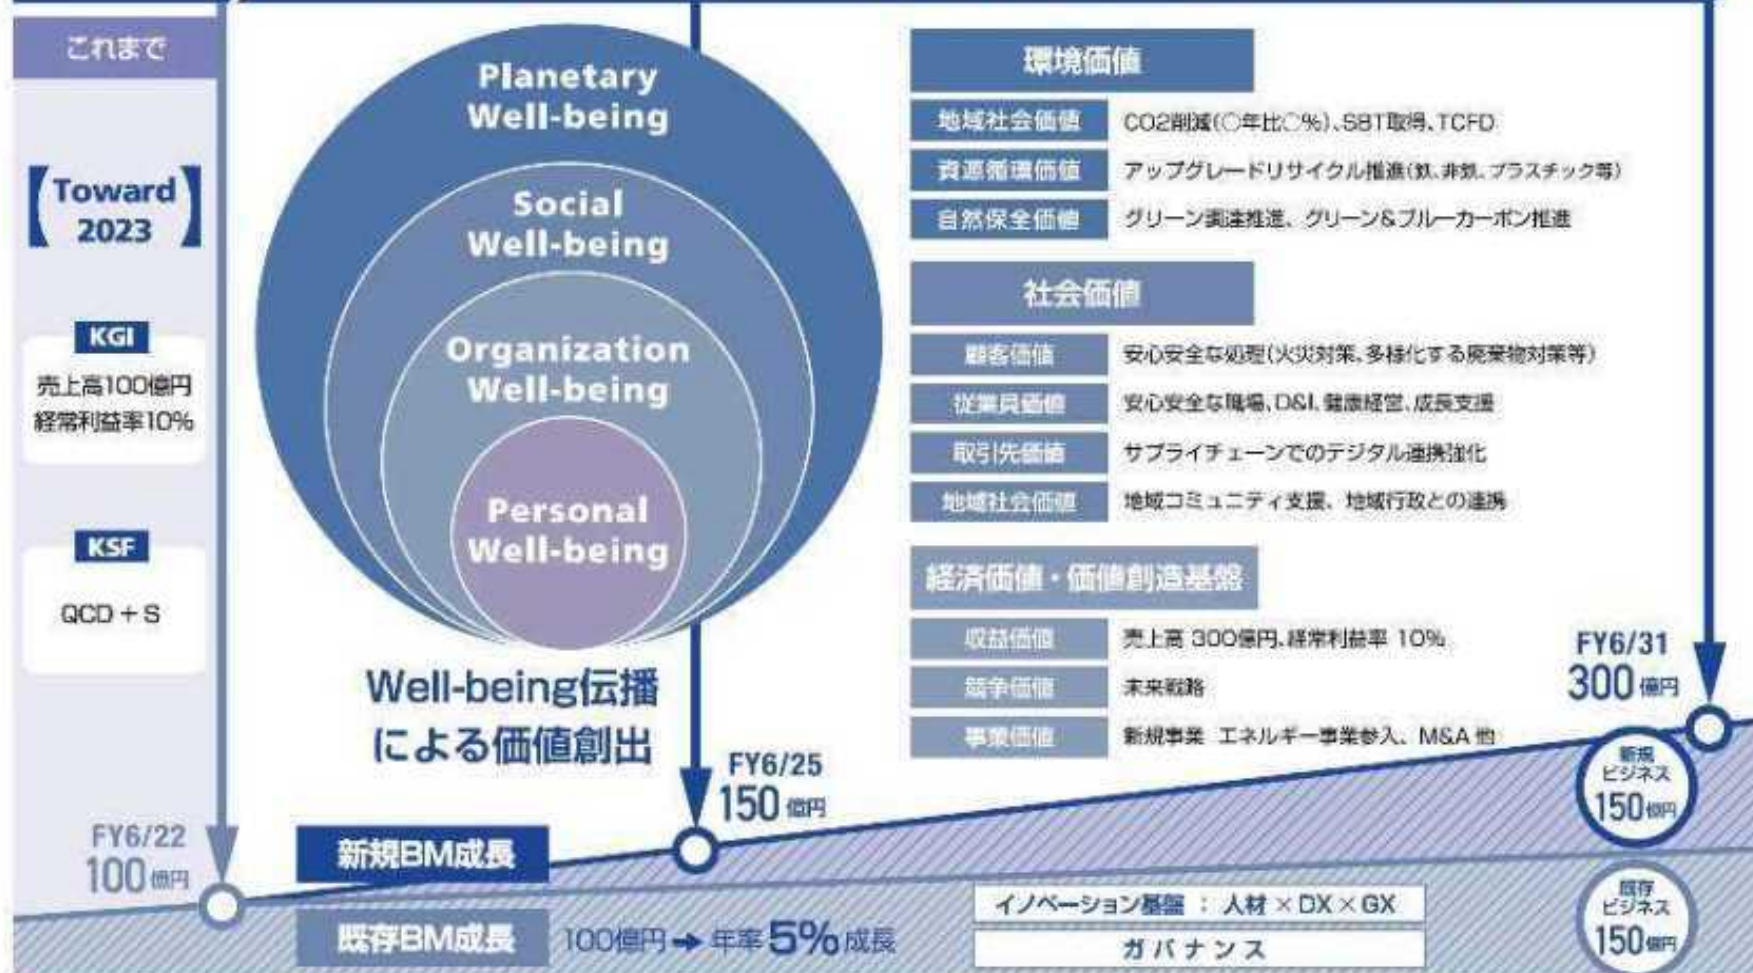 これまで
【Toward
2023】
KGI
売上高100億円
経常利益率10%
KSF
QCD + S
FY6/22
100億円
Planetary
Well-being
Social
Well-being
Organization
Well-being
Personal
Well-being
Well-being伝播
による価値創出
FY6/25
150億円
環境価値
地域社会価値 CO2削減(〇年比〇%)、SBT取得、TCFD
資源循環価値 アップグレードリサイクル推進(鉄、非鉄、プラスチック等)
自然保全価値 グリーン調達推進、グリーン&ブルーカーボン推進
社会価値
顧客価値 安心安全な処理(火災対策、多様化する廃棄物対策等)
従業員価値 安心安全な職場、D&I、健康経営、成長支援
取引先価値 サプライチェーンでのデジタル連携強化
地域社会価値 地域コミュニティ支援、地域行政との連携
経済価値・価値創造基盤
収益価値 売上高 300億円、経常利益率 10%
競争価値 未来戦略
事業価値 新規事業 エネルギー事業参入、M&A 他
FY6/31
300億円
新規
ビジネス
150億円
新規BM成長
既存BM成長 100億円➔年率5%成長
イノベーション基盤 : 人材×DX×GX
ガバナンス
既存
ビジネス
150億円